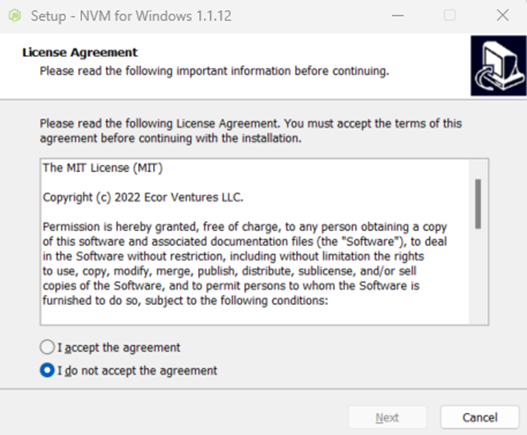 Setup - NVM for Windows 1.1.12
License Agreement
Please read the following important information before continuing.
Please read the following License Agreement. You must accept the terms of this
agreement before continuing with the installation.
The MIT License (MIT)
Copyright (c) 2022 Ecor Ventures LLC.
Permission is hereby granted, free of charge, to any person obtaining a copy
of this software and associated documentation files (the "Software"), to deal
in the Software without restriction, including without limitation the rights
to use, copy, modify, merge, publish, distribute, sublicense, and/or sell
copies of the Software, and to permit persons to whom the Software is
furnished to do so, subject to the following conditions:
I accept the agreement
I do not accept the agreement
Next
Cancel